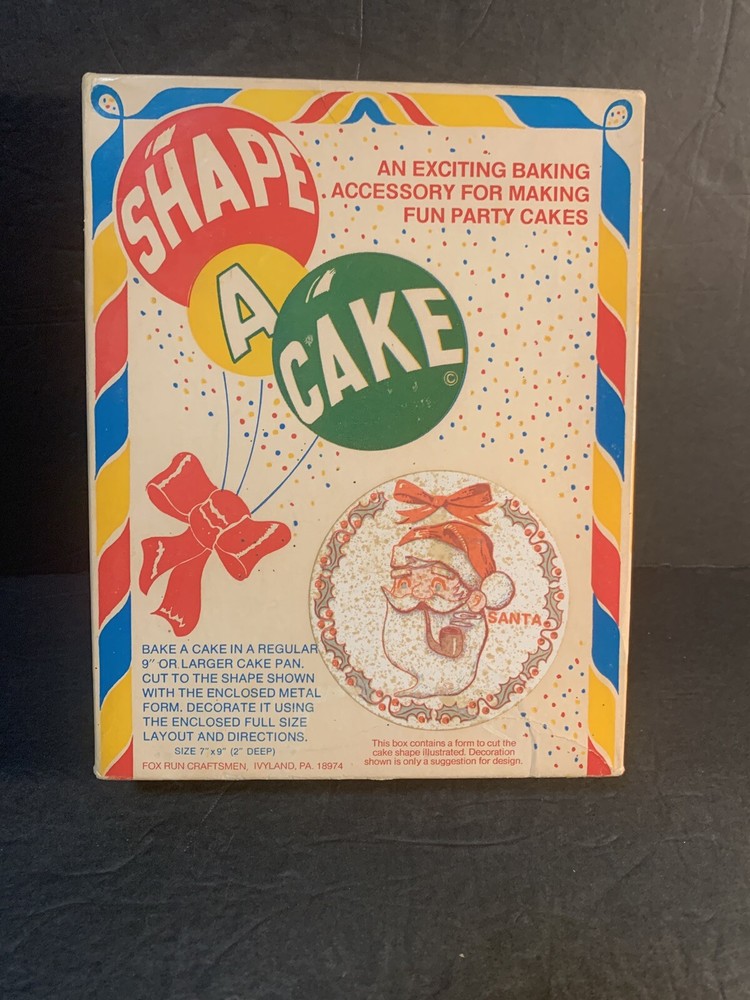 SHAPE
A
CAKE
©
AN EXCITING BAKING
ACCESSORY FOR MAKING
FUN PARTY CAKES
SANTA
BAKE A CAKE IN A REGULAR
9" OR LARGER CAKE PAN.
CUT TO THE SHAPE SHOWN
WITH THE ENCLOSED METAL
FORM. DECORATE IT USING
THE ENCLOSED FULL SIZE
LAYOUT AND DIRECTIONS.
SIZE 7" x 9" (2" DEEP)
FOX RUN CRAFTSMEN, IVYLAND, PA. 18974
This box contains a form to cut the
cake shape illustrated. Decoration
shown is only a suggestion for design.